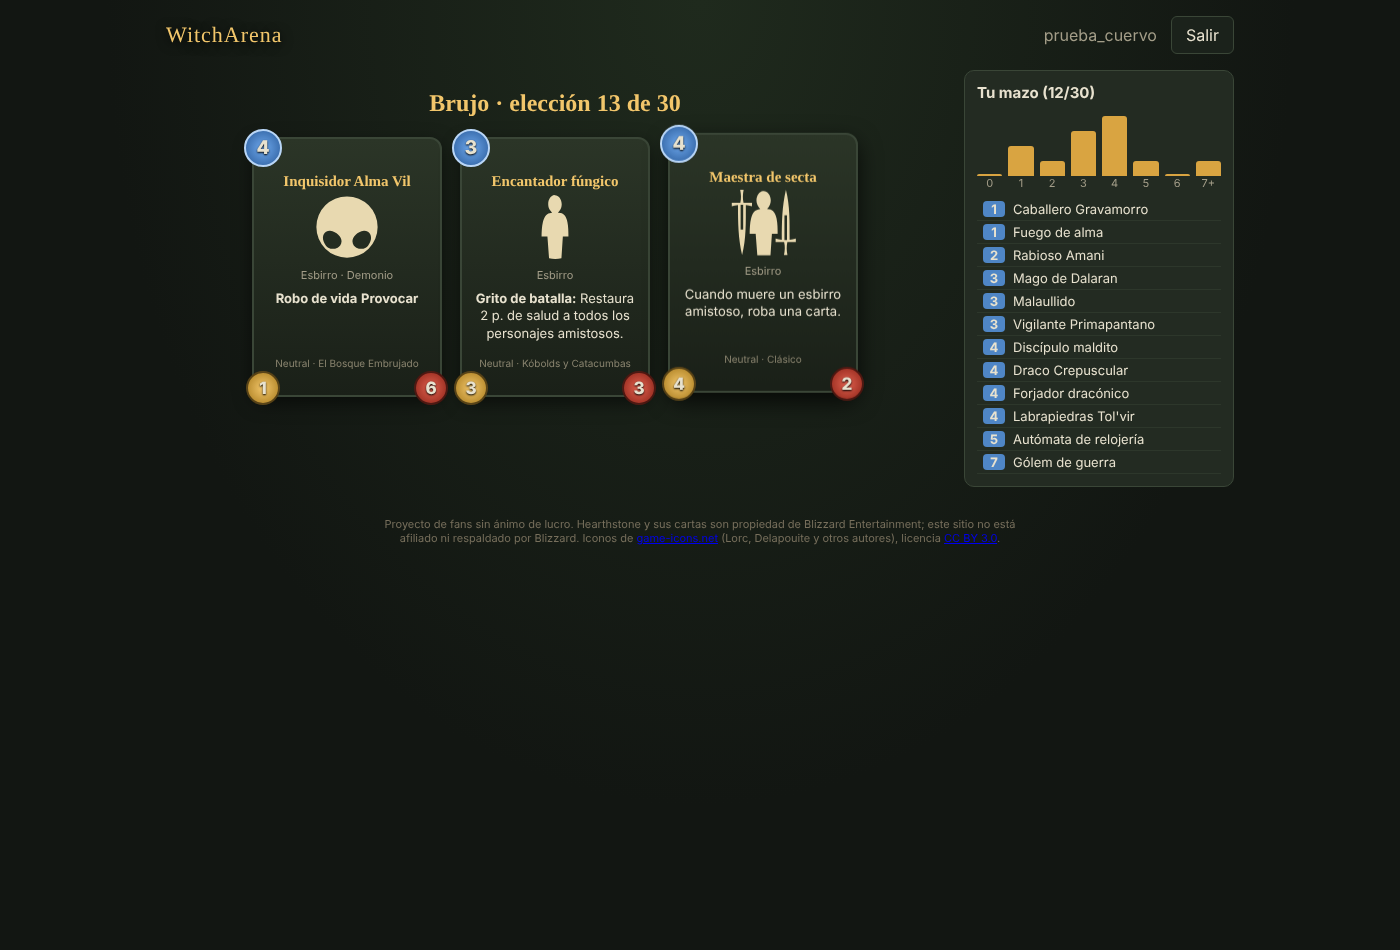 WitchArena
prueba_cuervo
Salir
Brujo · elección 13 de 30
4
Inquisidor Alma Vil
Esbirro · Demonio
Robo de vida Provocar
Neutral · El Bosque Embrujado
1
6
3
Encantador fúngico
Esbirro
Grito de batalla: Restaura
2 p. de salud a todos los
personajes amistosos.
Neutral · Kóbolds y Catacumbas
3
3
4
Maestra de secta
Esbirro
Cuando muere un esbirro
amistoso, roba una carta.
Neutral · Clásico
4
2
Tu mazo (12/30)
0 1 2 3 4 5 6 7+
1 Caballero Gravamorro
1 Fuego de alma
2 Rabioso Amani
3 Mago de Dalaran
3 Malaullido
3 Vigilante Primapantano
4 Discípulo maldito
4 Draco Crepuscular
4 Forjador dracónico
4 Labrapiedras Tol'vir
5 Autómata de relojería
7 Gólem de guerra
Proyecto de fans sin ánimo de lucro. Hearthstone y sus cartas son propiedad de Blizzard Entertainment; este sitio no está
afiliado ni respaldado por Blizzard. Iconos de game-icons.net (Lorc, Delapouite y otros autores), licencia CC BY 3.0.